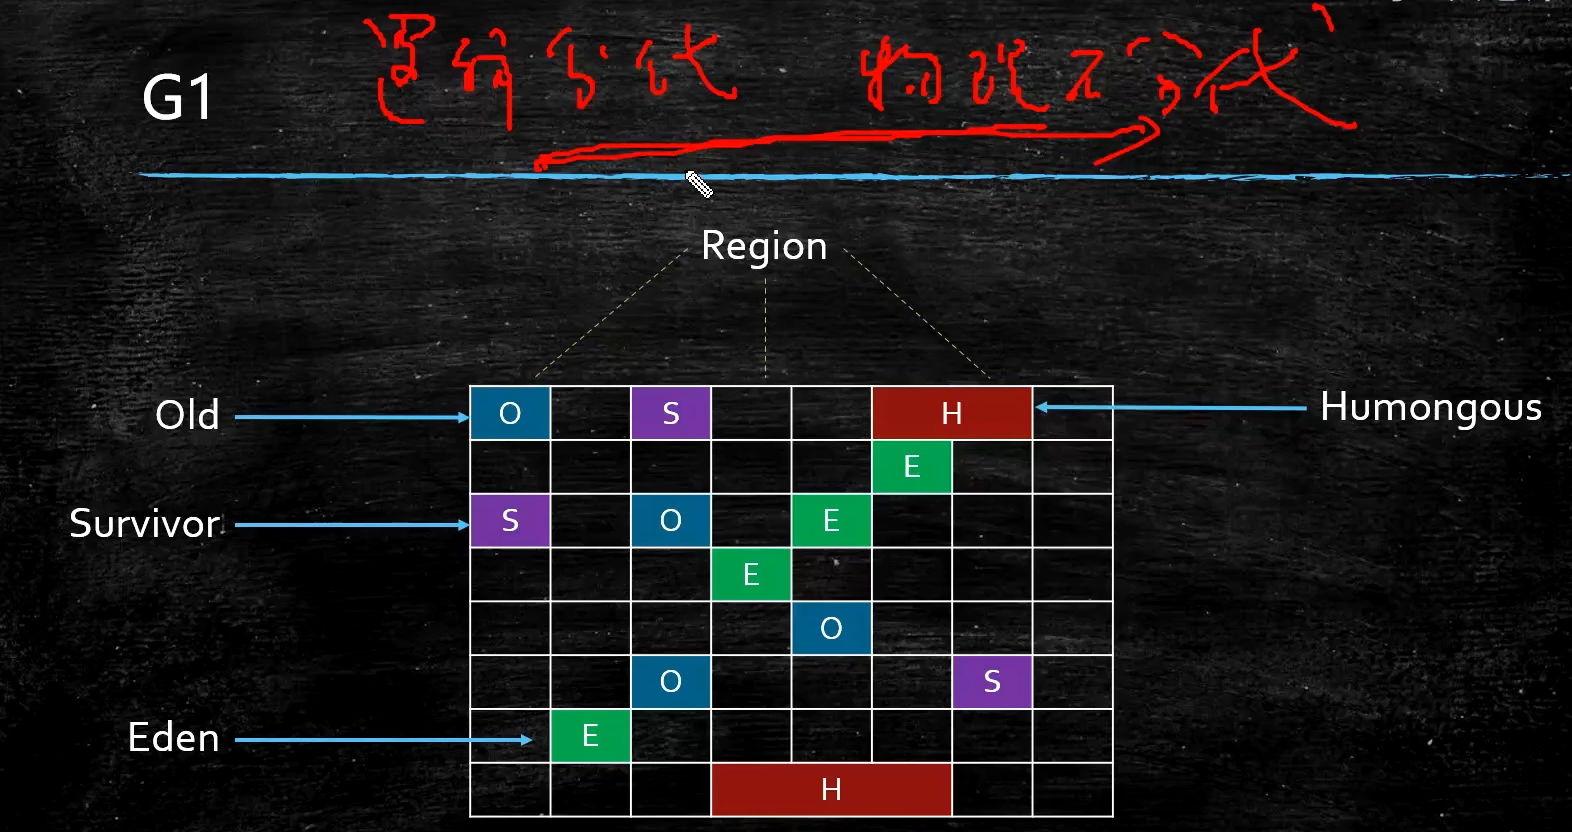 逻辑分代 物理不分代
G1
Region
Old
O
S
H
Humongous
E
Survivor
S
O
E
E
O
O
S
Eden
E
H